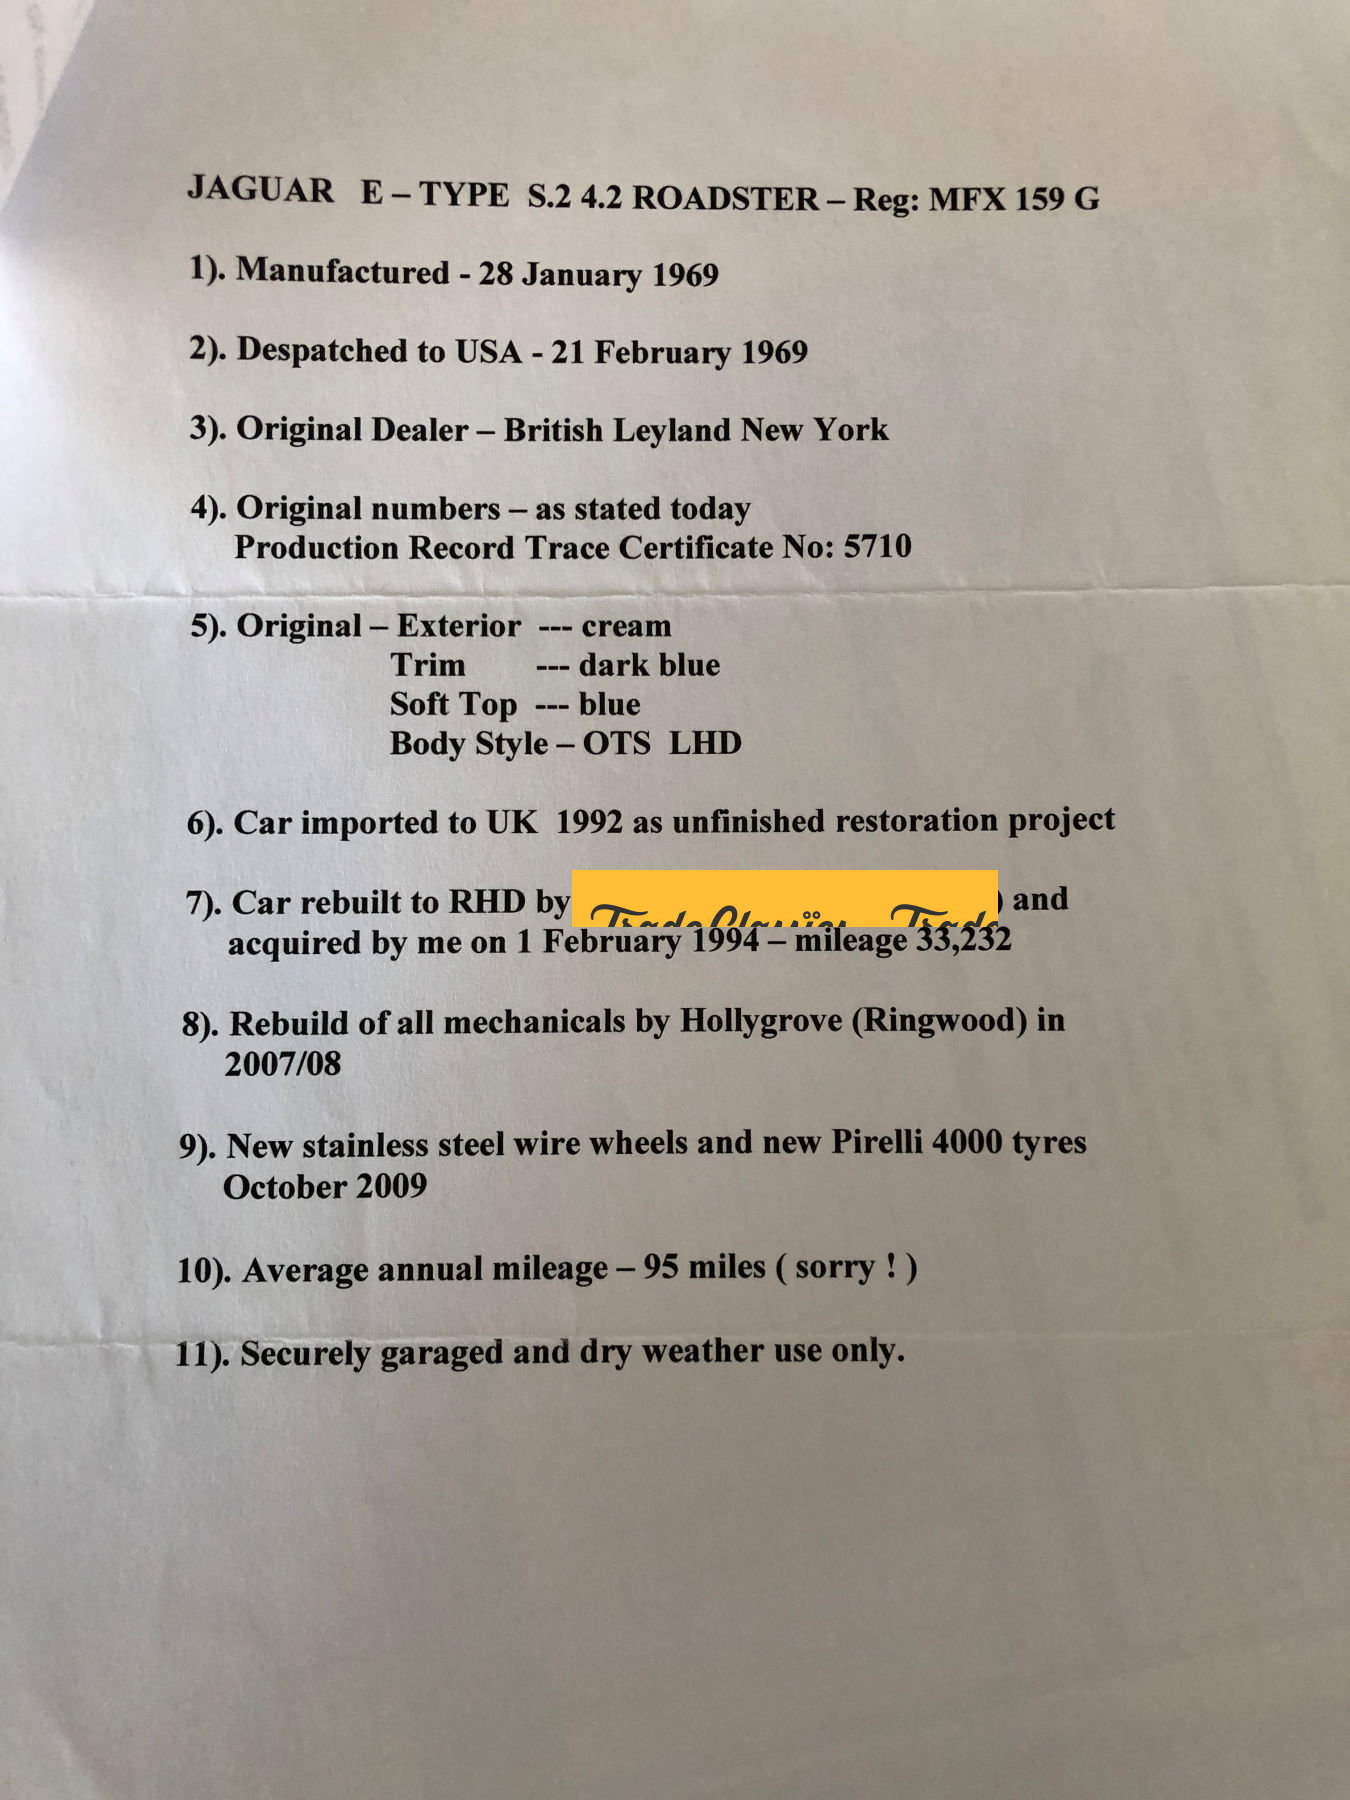 JAGUAR E – TYPE S.2 4.2 ROADSTER – Reg: MFX 159 G
1). Manufactured - 28 January 1969
2). Despatched to USA - 21 February 1969
3). Original Dealer – British Leyland New York
4). Original numbers – as stated today
Production Record Trace Certificate No: 5710
5). Original – Exterior --- cream
Trim --- dark blue
Soft Top --- blue
Body Style – OTS LHD
6). Car imported to UK 1992 as unfinished restoration project
7). Car rebuilt to RHD by Trade Classics Trade ) and
acquired by me on 1 February 1994 – mileage 33,232
8). Rebuild of all mechanicals by Hollygrove (Ringwood) in
2007/08
9). New stainless steel wire wheels and new Pirelli 4000 tyres
October 2009
10). Average annual mileage – 95 miles ( sorry ! )
11). Securely garaged and dry weather use only.